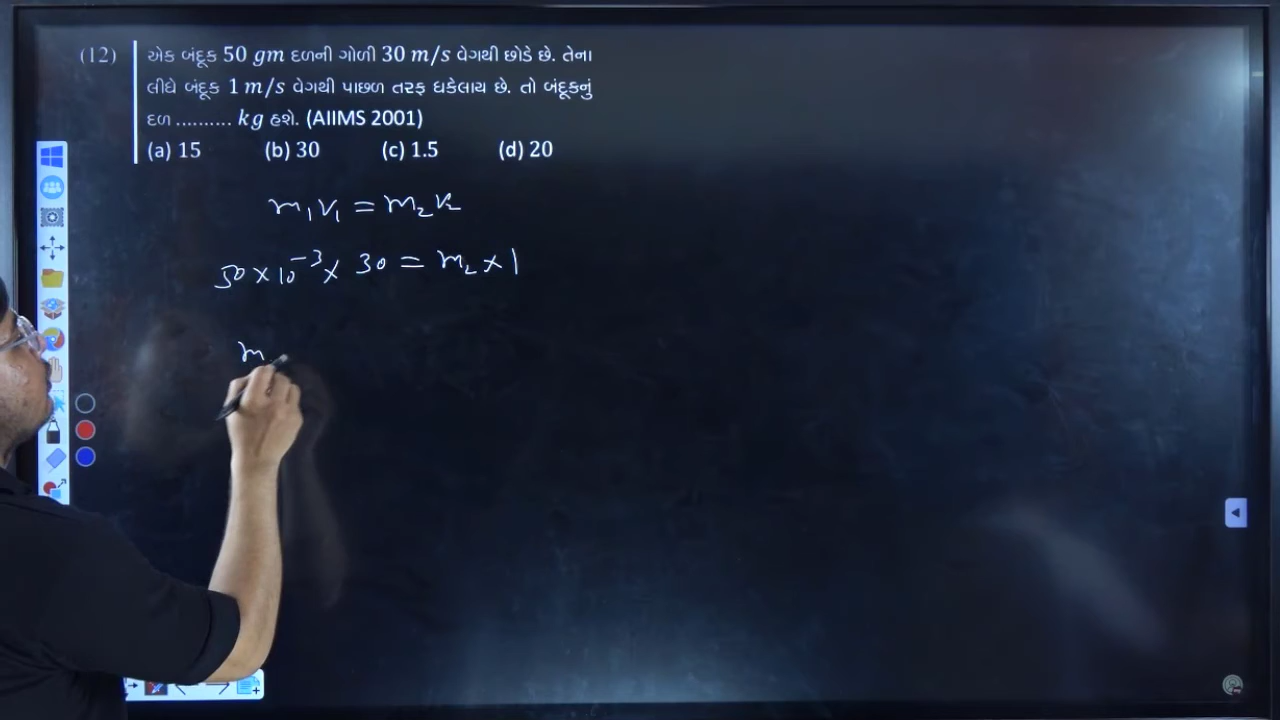 (12) એક બંદૂક 50 gm દળની ગોળી 30 m/s વેગથી છોડે છે. તેના
લીધે બંદૂક 1 m/s વેગથી પાછળ તરફ ધકેલાય છે. તો બંદૂકનું
દળ .......... kg હશે. (AIIMS 2001)
(a) 15 (b) 30 (c) 1.5 (d) 20
m₁v₁ = m₂v₂
50 × 10⁻³ × 30 = m₂ × 1
m